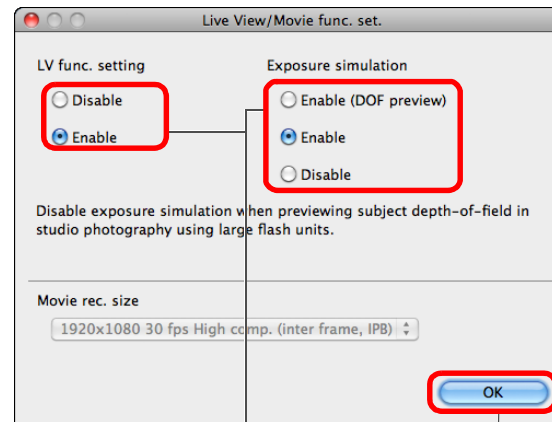 Live View/Movie func. set.
LV func. setting
Exposure simulation
Disable
Enable
Enable (DOF preview)
Enable
Disable
Disable exposure simulation when previewing subject depth-of-field in
studio photography using large flash units.
Movie rec. size
1920x1080 30 fps High comp. (inter frame, IPB)
OK